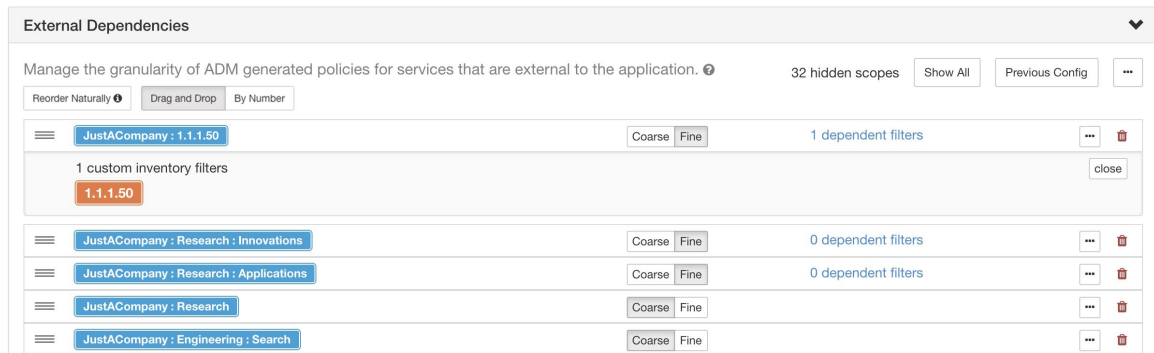 External Dependencies
Manage the granularity of ADM generated policies for services that are external to the application.
32 hidden scopes Show All Previous Config
Reorder Naturally Drag and Drop By Number
JustACompany : 1.1.1.50 Coarse Fine 1 dependent filters
1 custom inventory filters close
1.1.1.50
JustACompany : Research : Innovations Coarse Fine 0 dependent filters
JustACompany : Research : Applications Coarse Fine 0 dependent filters
JustACompany : Research Coarse Fine
JustACompany : Engineering : Search Coarse Fine